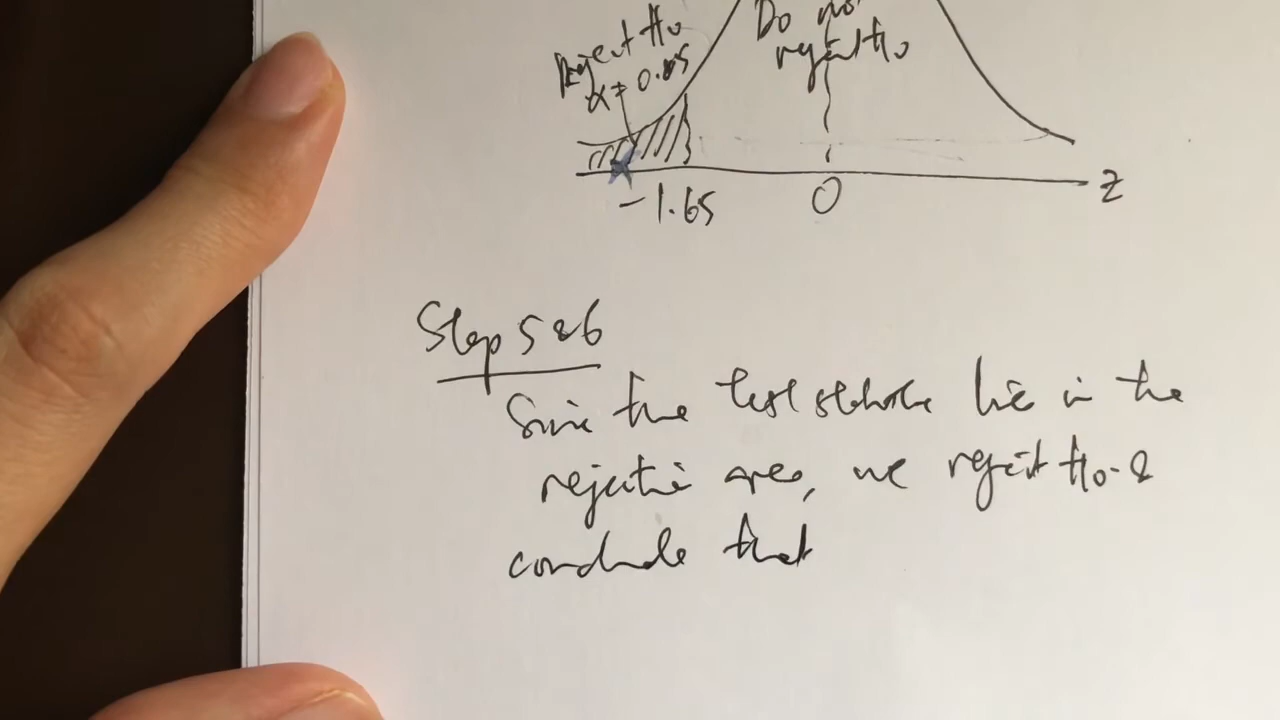 Reject H0
α = 0.05
Do not
reject H0
-1.65
0
z
Step 5 & 6
Since the test statistic lie in the
rejection area, we reject H0 &
conclude that